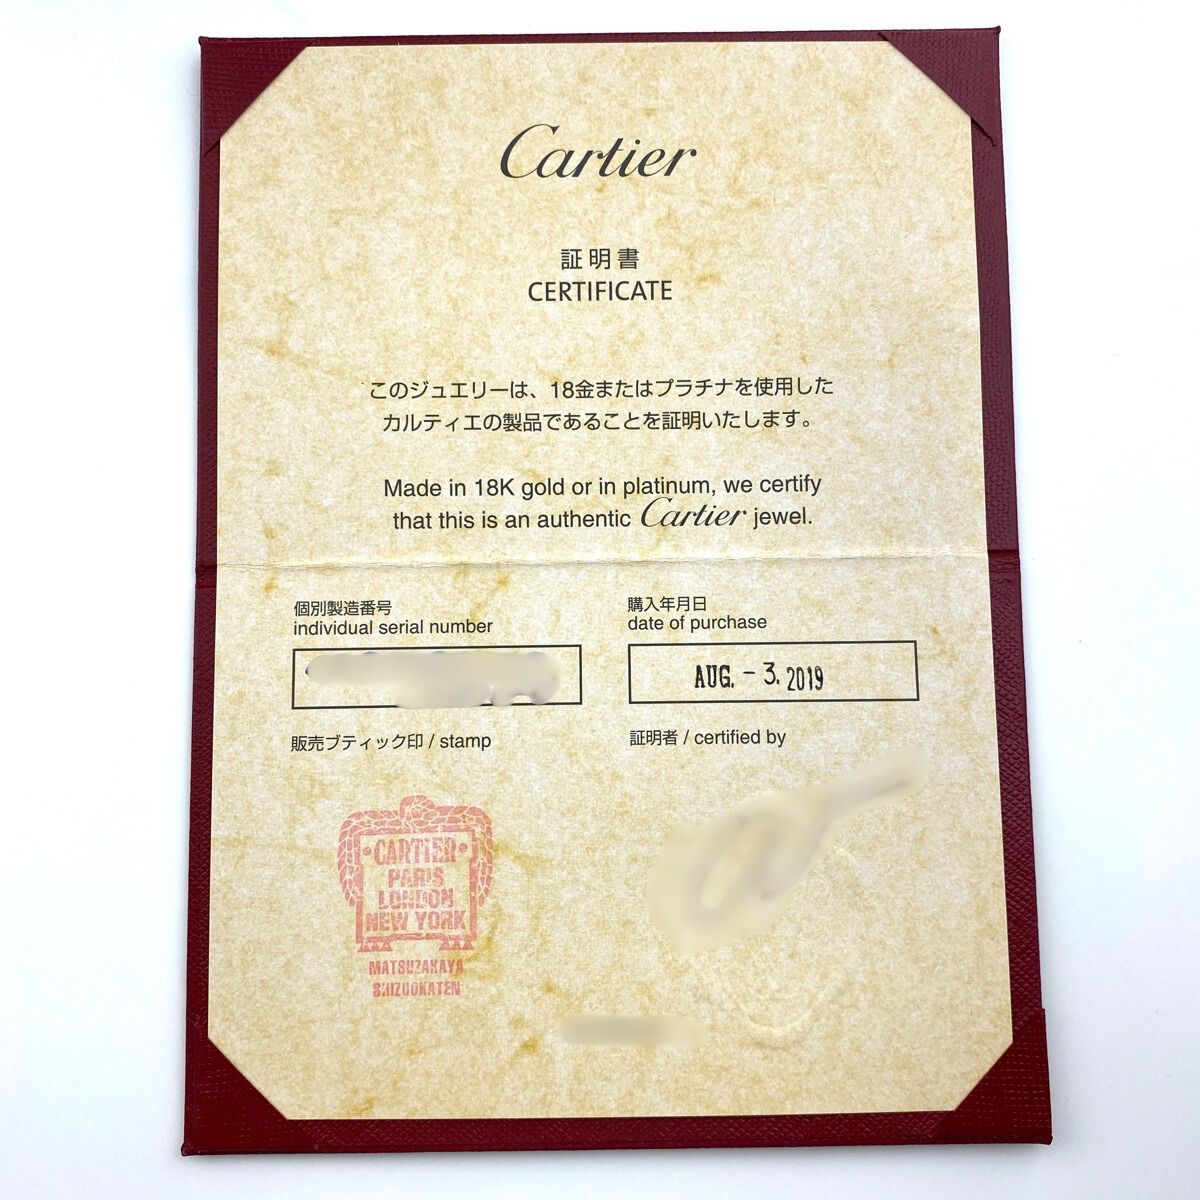 Cartier
証明書
CERTIFICATE
このジュエリーは、18金またはプラチナを使用した
カルティエの製品であることを証明いたします。
Made in 18K gold or in platinum, we certify
that this is an authentic Cartier jewel.
個別製造番号
individual serial number
購入年月日
date of purchase
AUG. - 3. 2019
販売ブティック印 / stamp
証明者 / certified by
CARTIER
PARIS
LONDON
NEW YORK
MATSUZAKAYA
SHIZUOKATEN